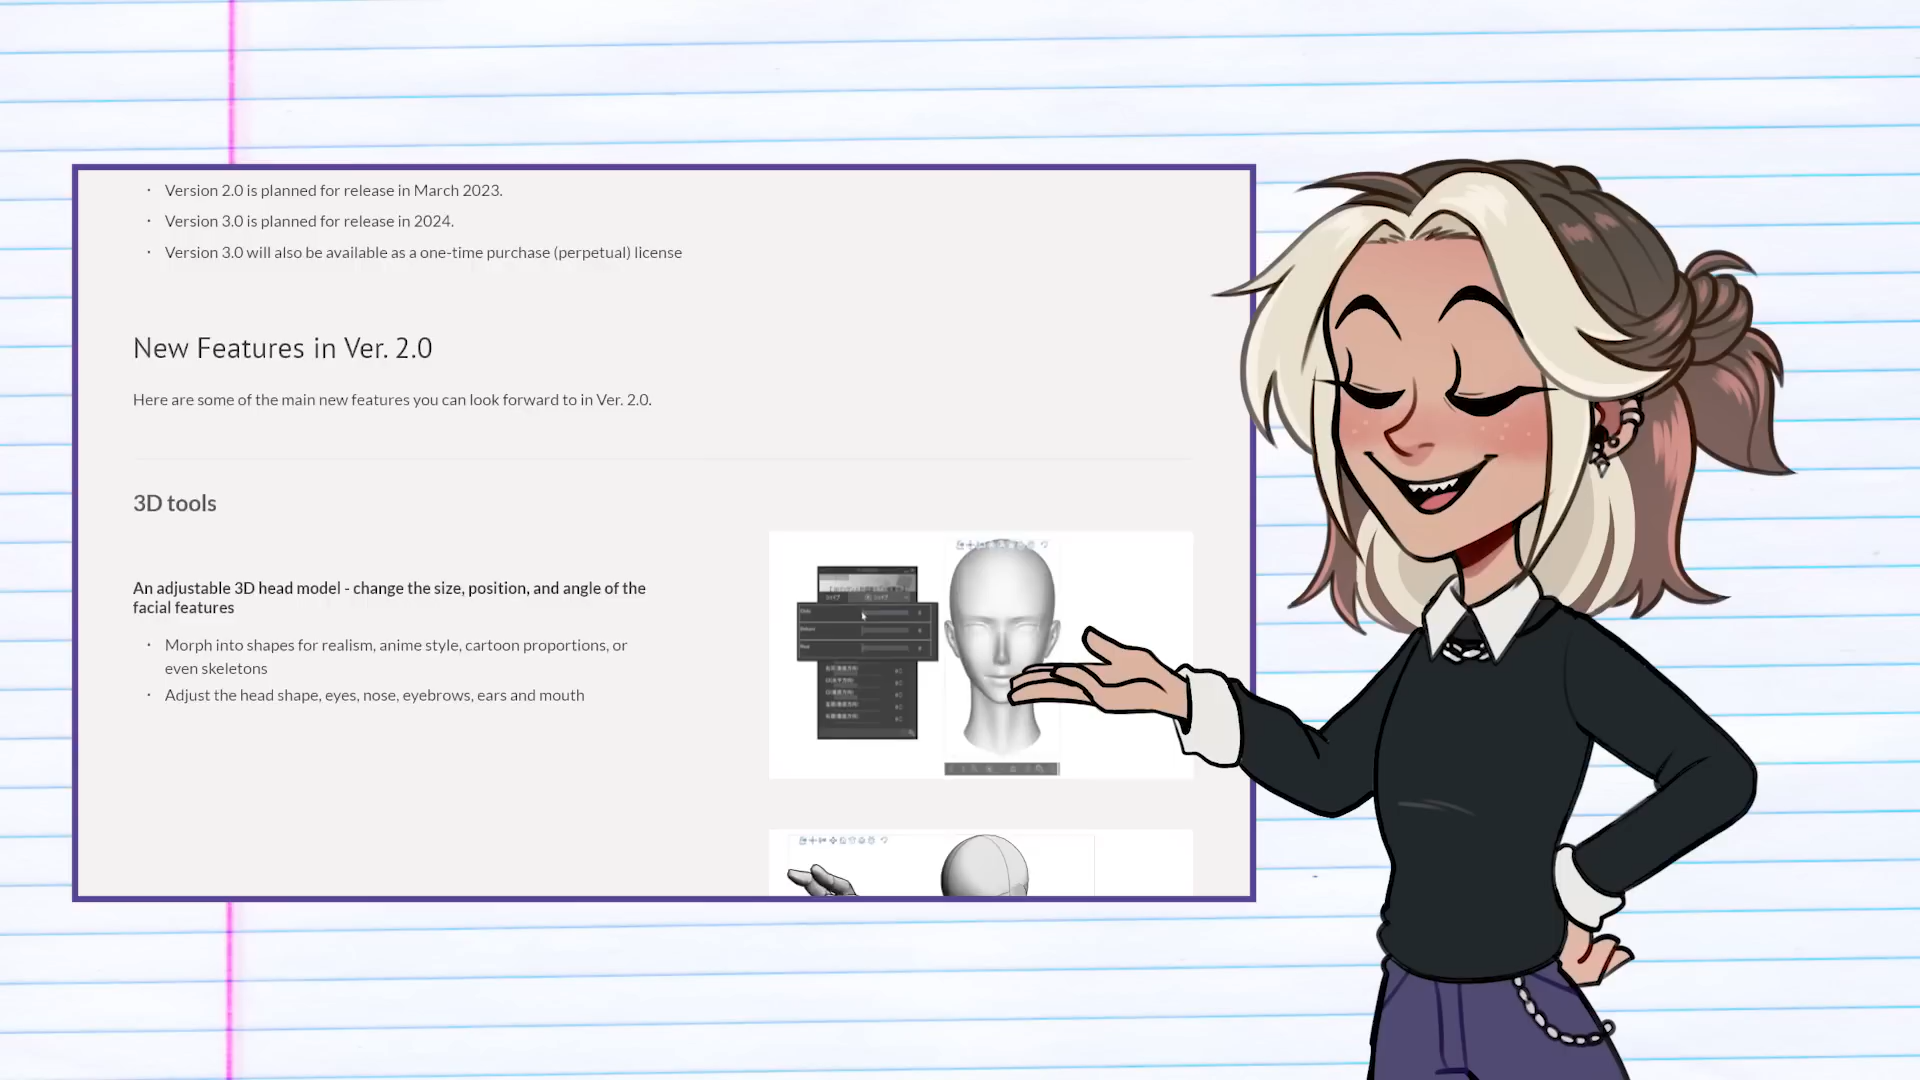 · Version 2.0 is planned for release in March 2023.
· Version 3.0 is planned for release in 2024.
· Version 3.0 will also be available as a one-time purchase (perpetual) license
New Features in Ver. 2.0
Here are some of the main new features you can look forward to in Ver. 2.0.
3D tools
An adjustable 3D head model - change the size, position, and angle of the
facial features
· Morph into shapes for realism, anime style, cartoon proportions, or
even skeletons
· Adjust the head shape, eyes, nose, eyebrows, ears and mouth